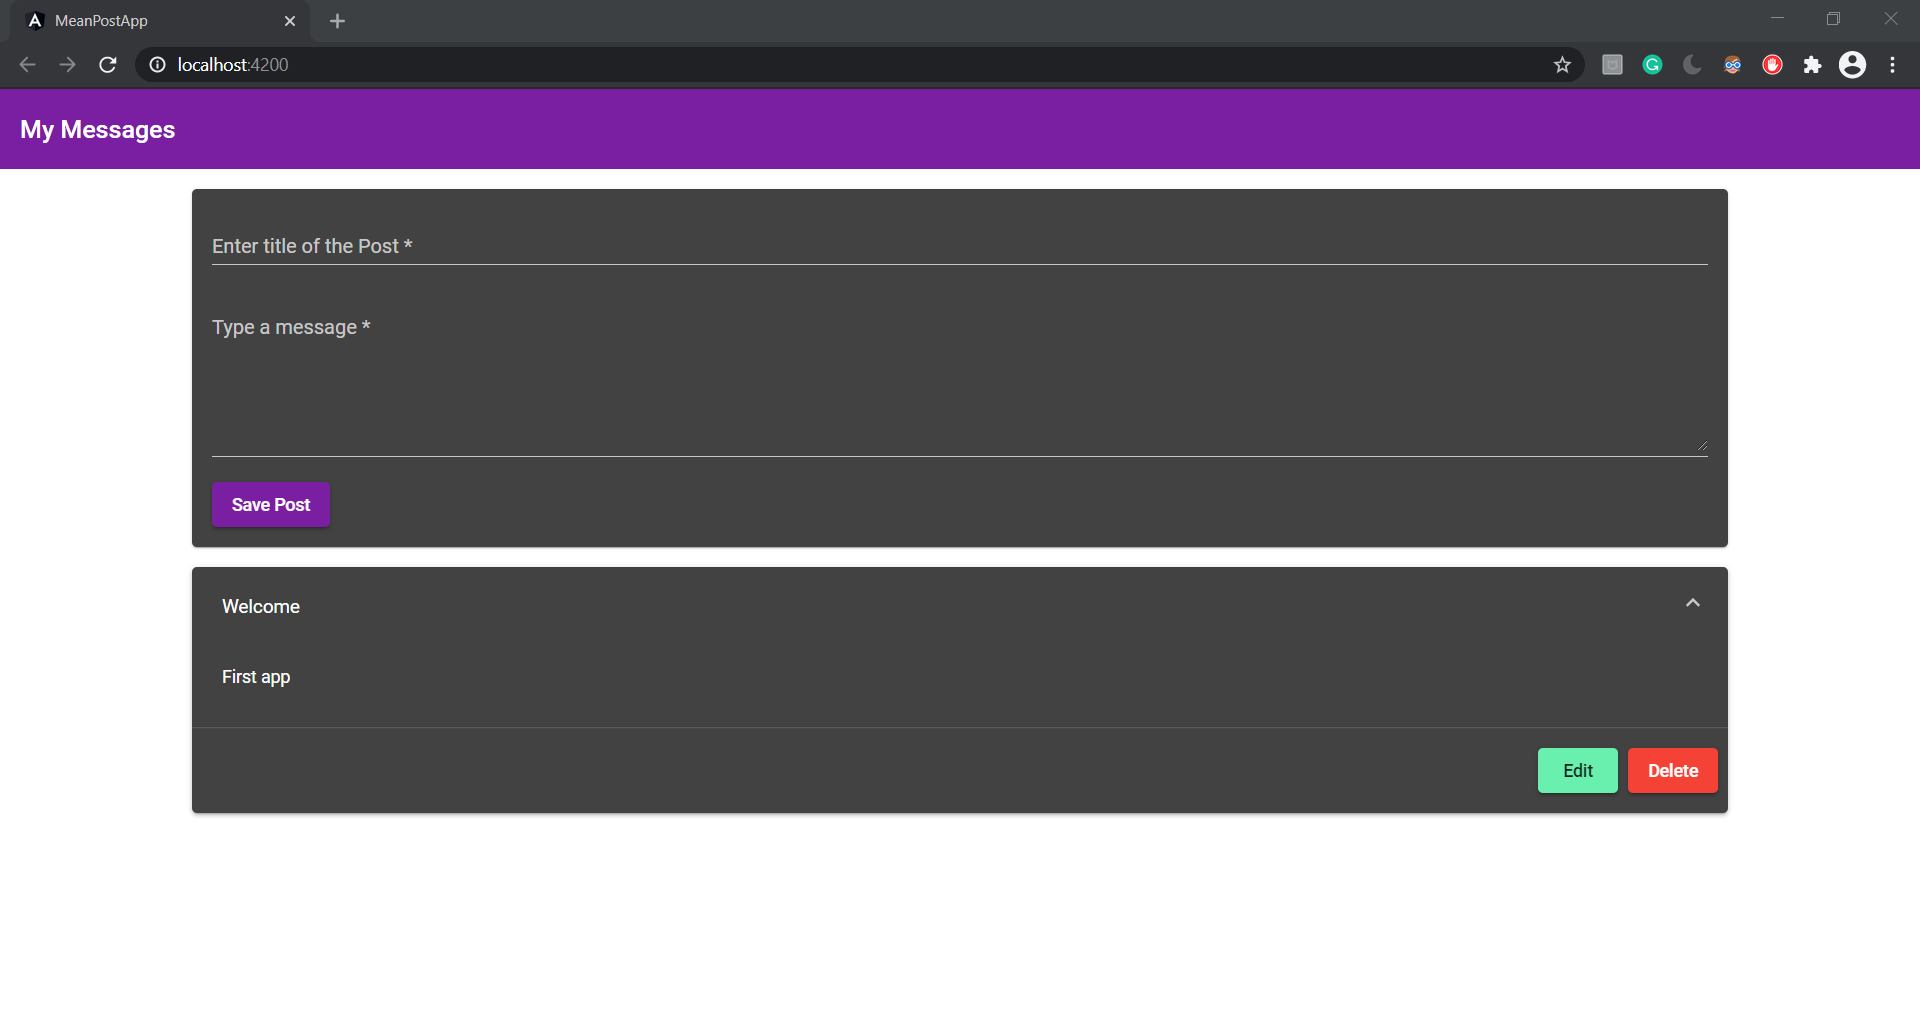 MeanPostApp
localhost:4200
My Messages
Enter title of the Post *
Type a message *
Save Post
Welcome
First app
Edit
Delete